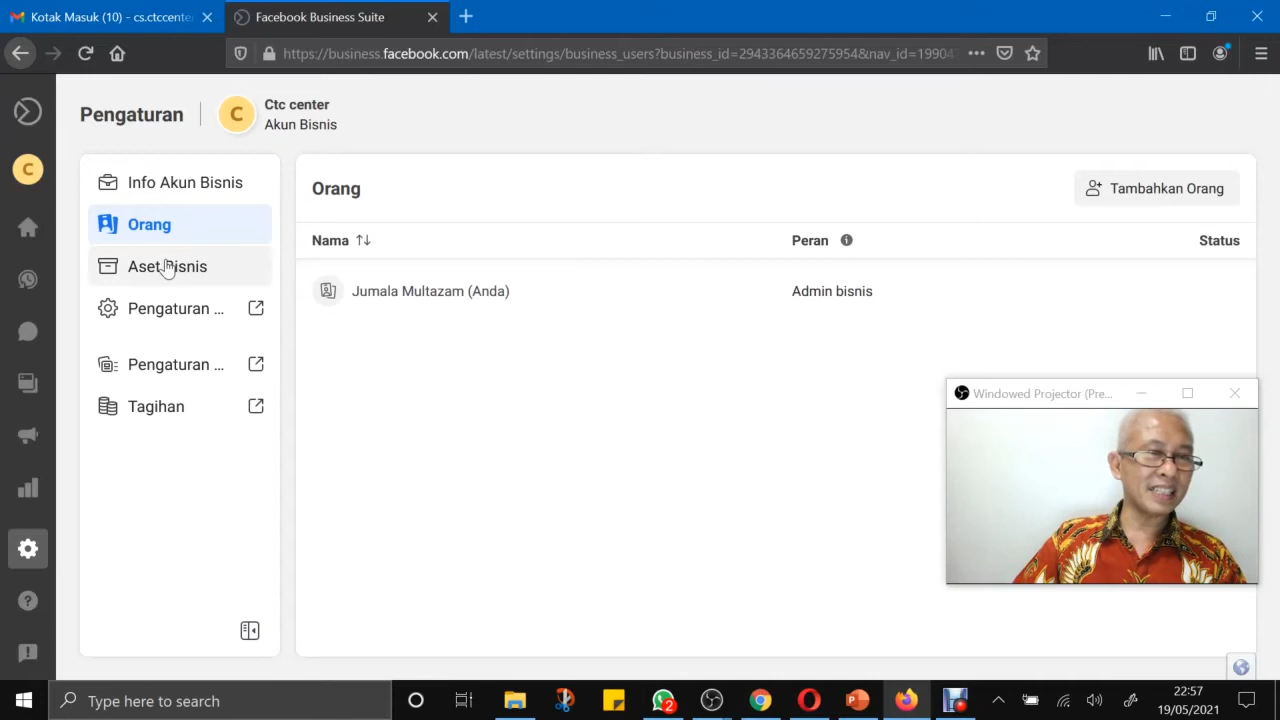 Kotak Masuk (10) - cs.ctccente
Facebook Business Suite
https://business.facebook.com/latest/settings/business_users?business_id=2943364659275954&nav_id=19904
Pengaturan
C
Ctc center
Akun Bisnis
C
Info Akun Bisnis
Orang
Aset Bisnis
Pengaturan ...
Pengaturan ...
Tagihan
Orang
Tambahkan Orang
Nama
Peran
Status
Jumala Multazam (Anda)
Admin bisnis
Windowed Projector (Pre...
Type here to search
2
22:57
19/05/2021